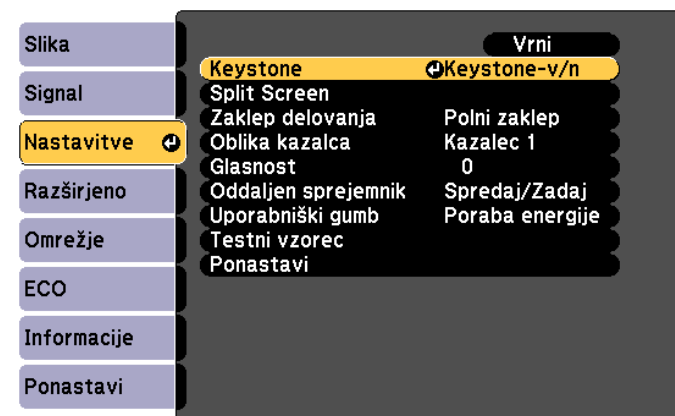 Slika
Signal
Nastavitve
Razširjeno
Omrežje
ECO
Informacije
Ponastavi
Vrni
Keystone Keystone-v/n
Split Screen
Zaklep delovanja Polni zaklep
Oblika kazalca Kazalec 1
Glasnost 0
Oddaljen sprejemnik Spredaj/Zadaj
Uporabniški gumb Poraba energije
Testni vzorec
Ponastavi